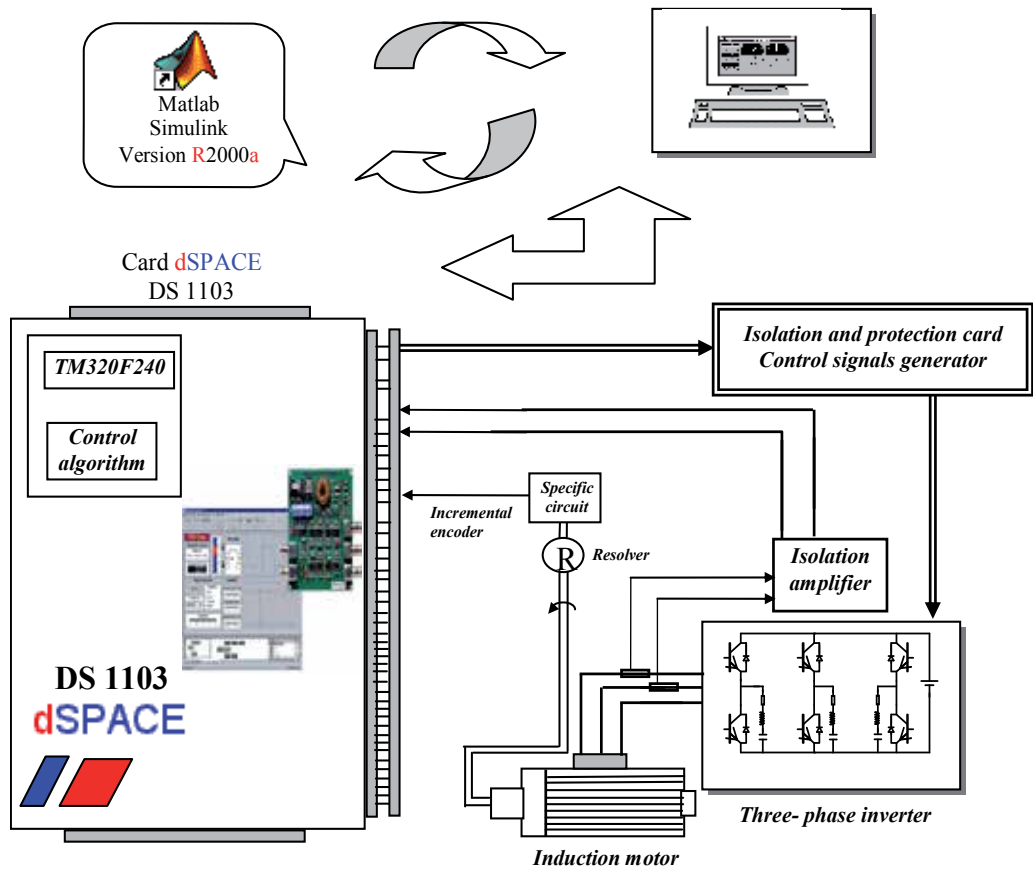 Matlab
Simulink
Version R2000a
Card dSPACE
DS 1103
TM320F240
Control
algorithm
DS 1103
dSPACE
Isolation and protection card
Control signals generator
Specific
circuit
Incremental
encoder
R
Resolver
Isolation
amplifier
Three- phase inverter
Induction motor